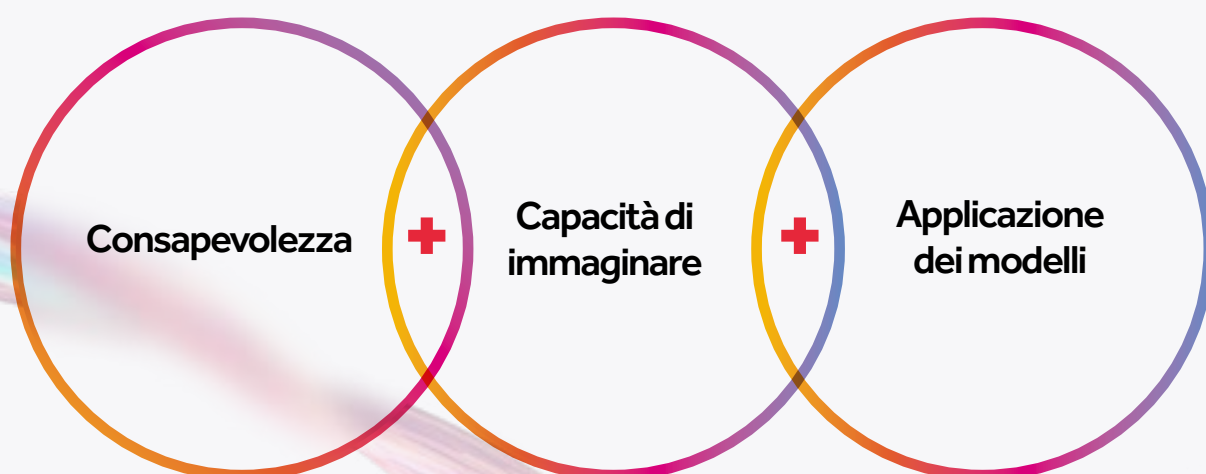 Consapevolezza
+
Capacità di
immaginare
+
Applicazione
dei modelli